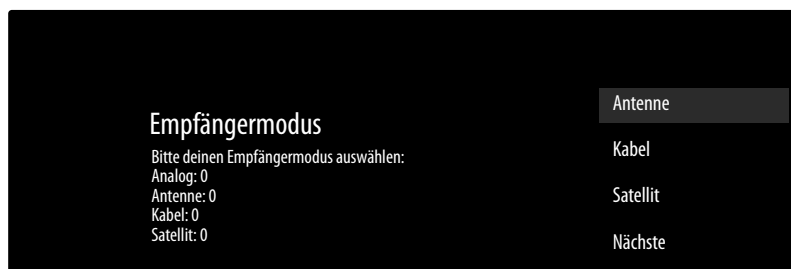 Empfängermodus
Bitte deinen Empfängermodus auswählen:
Analog: 0
Antenne: 0
Kabel: 0
Satellit: 0
Antenne
Kabel
Satellit
Nächste